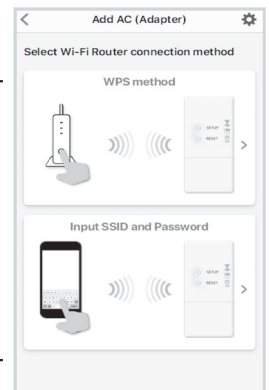 Add AC (Adapter)
Select Wi-Fi Router connection method
WPS method
SETUP
RESET
Input SSID and Password
SETUP
RESET